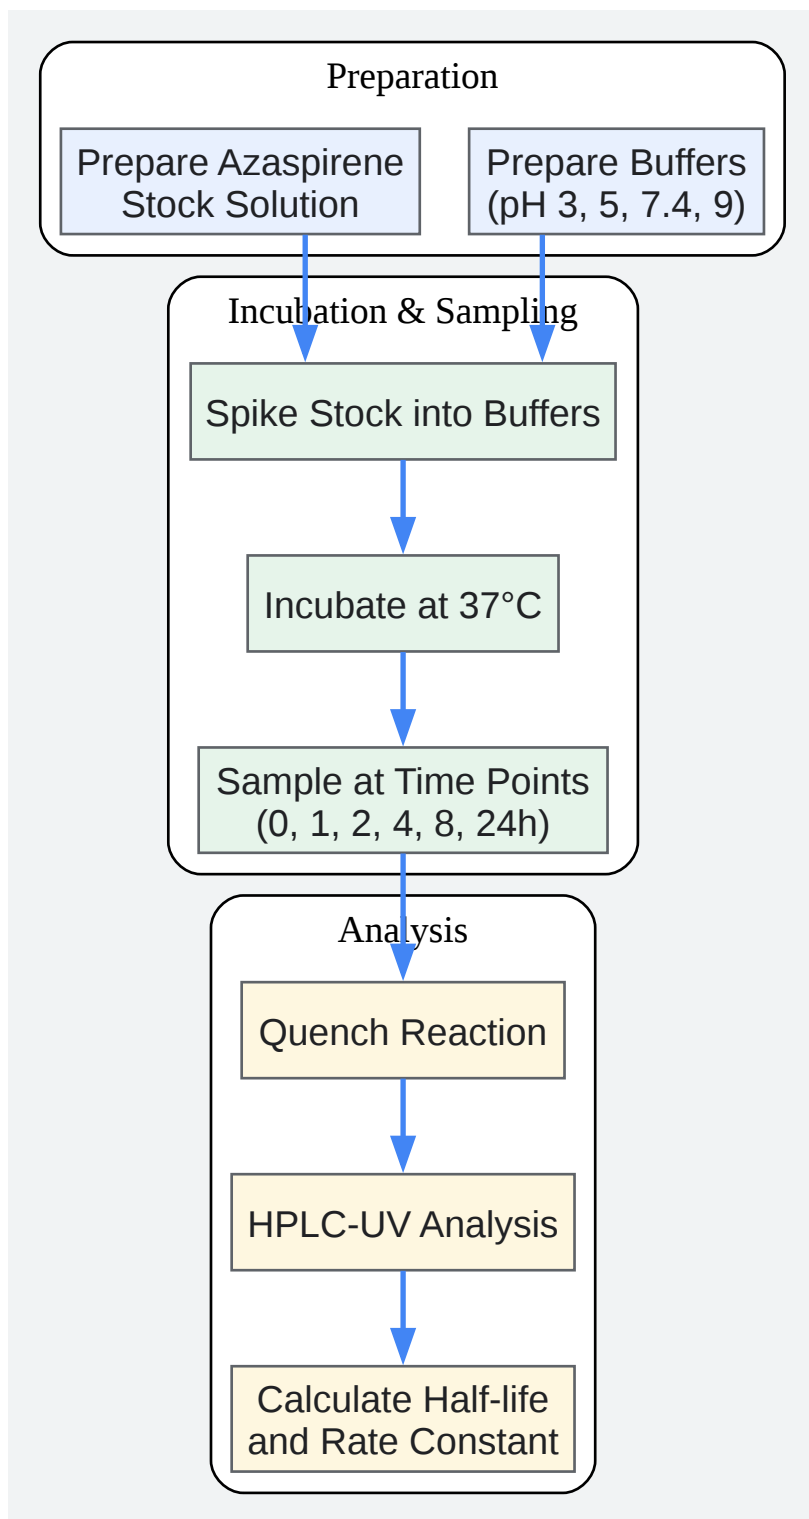 Preparation
Prepare Azaspirene
Stock Solution
Prepare Buffers
(pH 3, 5, 7.4, 9)
Incubation & Sampling
Spike Stock into Buffers
Incubate at 37°C
Sample at Time Points
(0, 1, 2, 4, 8, 24h)
Analysis
Quench Reaction
HPLC-UV Analysis
Calculate Half-life
and Rate Constant